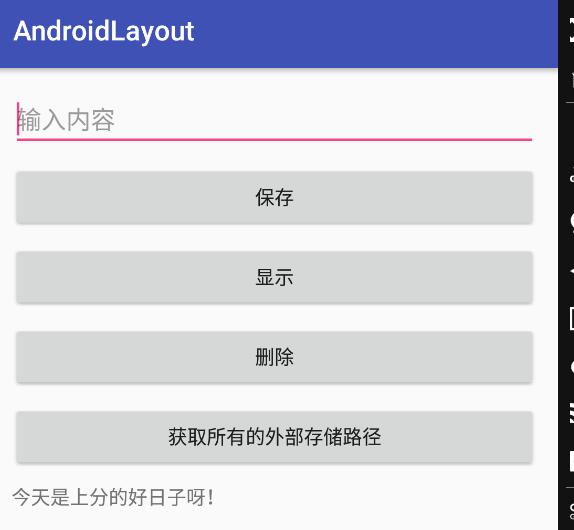 AndroidLayout
输入内容
保存
显示
删除
获取所有的外部存储路径
今天是上分的好日子呀！